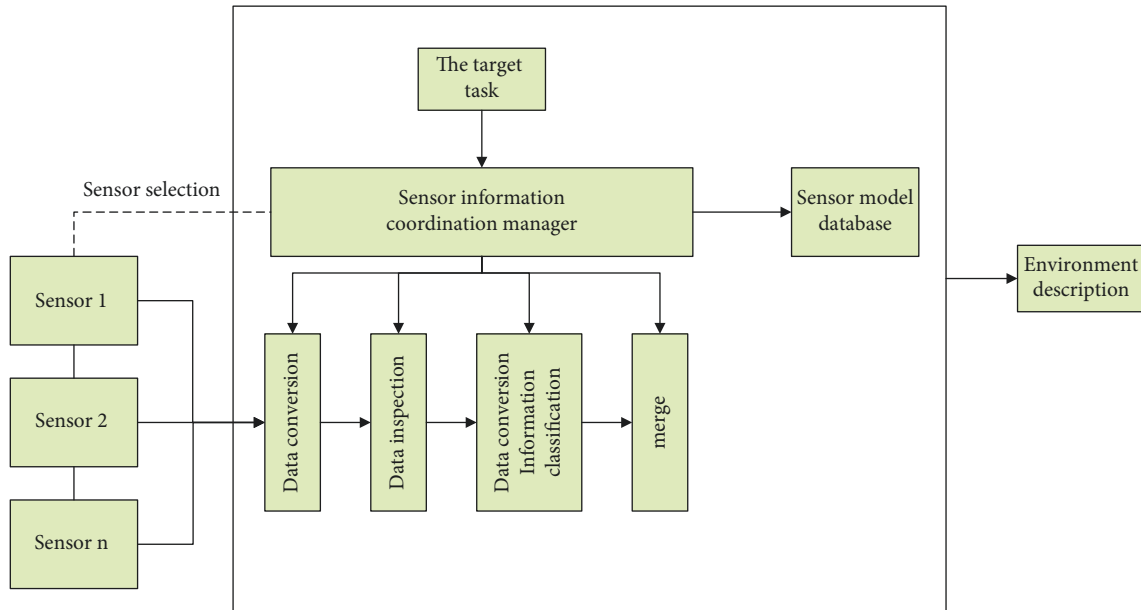 The target
task
Sensor selection
Sensor information
coordination manager
Sensor model
database
Environment
description
Sensor 1
Sensor 2
Sensor n
Data conversion
Data inspection
Data conversion
Information
classification
merge